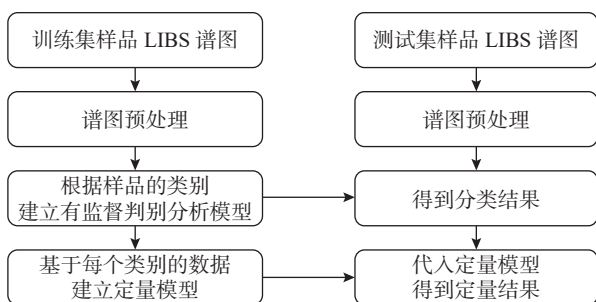 训练集样品 LIBS 谱图
测试集样品 LIBS 谱图
谱图预处理
谱图预处理
根据样品的类别
建立有监督判别分析模型
得到分类结果
基于每个类别的数据
建立定量模型
代入定量模型
得到定量结果